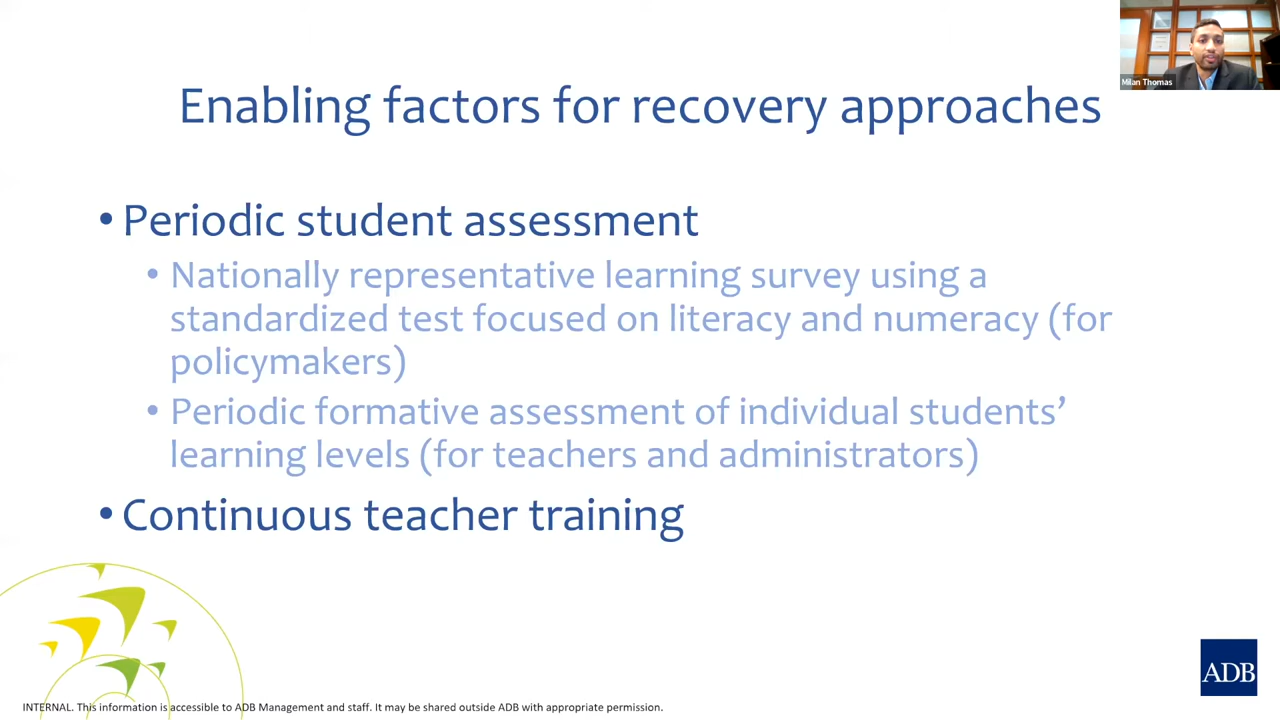 Milan Thomas
Enabling factors for recovery approaches
• Periodic student assessment
• Nationally representative learning survey using a
standardized test focused on literacy and numeracy (for
policymakers)
• Periodic formative assessment of individual students’
learning levels (for teachers and administrators)
• Continuous teacher training
ADB
INTERNAL. This information is accessible to ADB Management and staff. It may be shared outside ADB with appropriate permission.